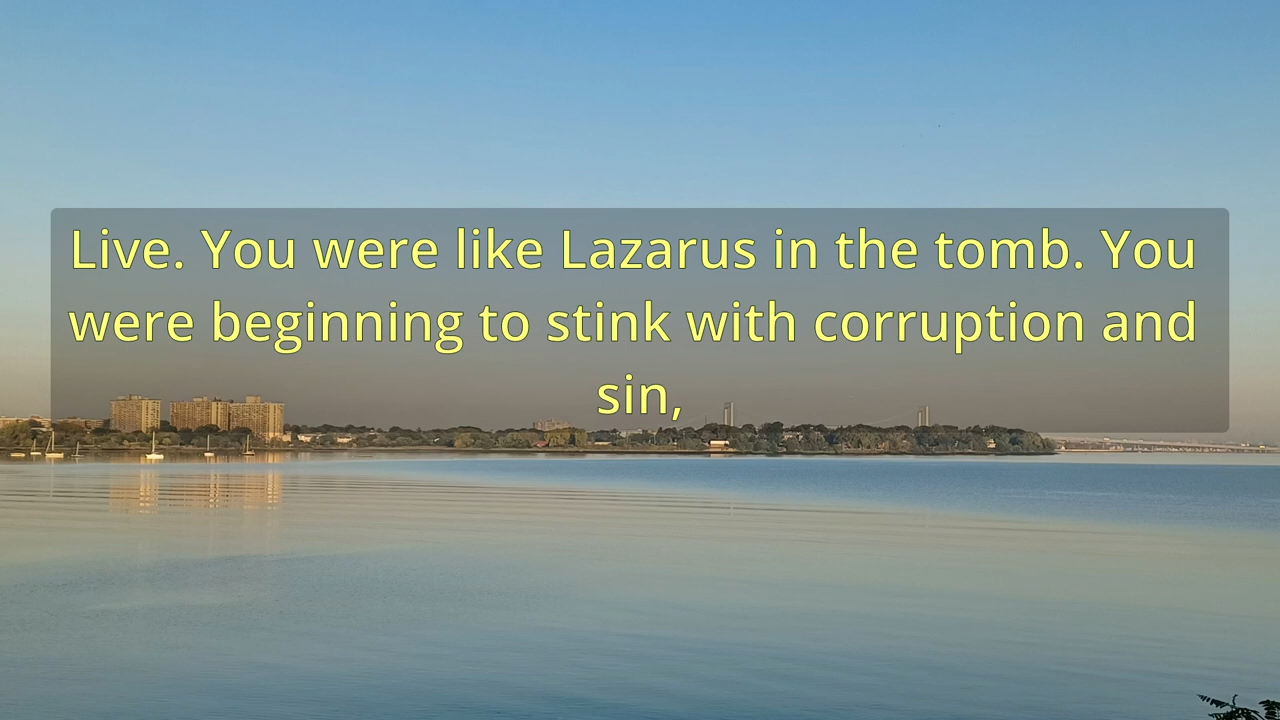 Live. You were like Lazarus in the tomb. You
were beginning to stink with corruption and
sin,